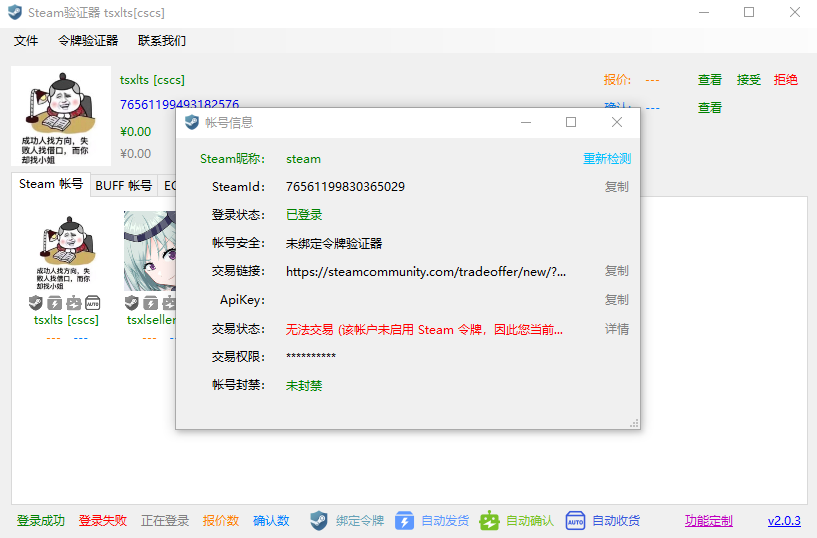 Steam验证器 tsxlts[cscs]
文件 令牌验证器 联系我们
tsxlts [cscs]
76561199493182576
¥0.00
¥0.00
报价: --- 查看 接受 拒绝
确认: --- 查看
成功人找方向，失
败人找借口，而你
却找小姐
Steam 帐号 BUFF 帐号
成功人找方向，失
败人找借口，而你
却找小姐
AUTO
tsxlts [cscs]
--- ---
tsxlseller
---
帐号信息
Steam昵称: steam 重新检测
SteamId: 76561199830365029 复制
登录状态: 已登录
帐号安全: 未绑定令牌验证器
交易链接: https://steamcommunity.com/tradeoffer/new/?... 复制
ApiKey: 复制
交易状态: 无法交易 (该帐户未启用 Steam 令牌，因此您当前... 详情
交易权限: **********
帐号封禁: 未封禁
登录成功 登录失败 正在登录 报价数 确认数 绑定令牌 自动发货 自动确认 AUTO 自动收货 功能定制 v2.0.3